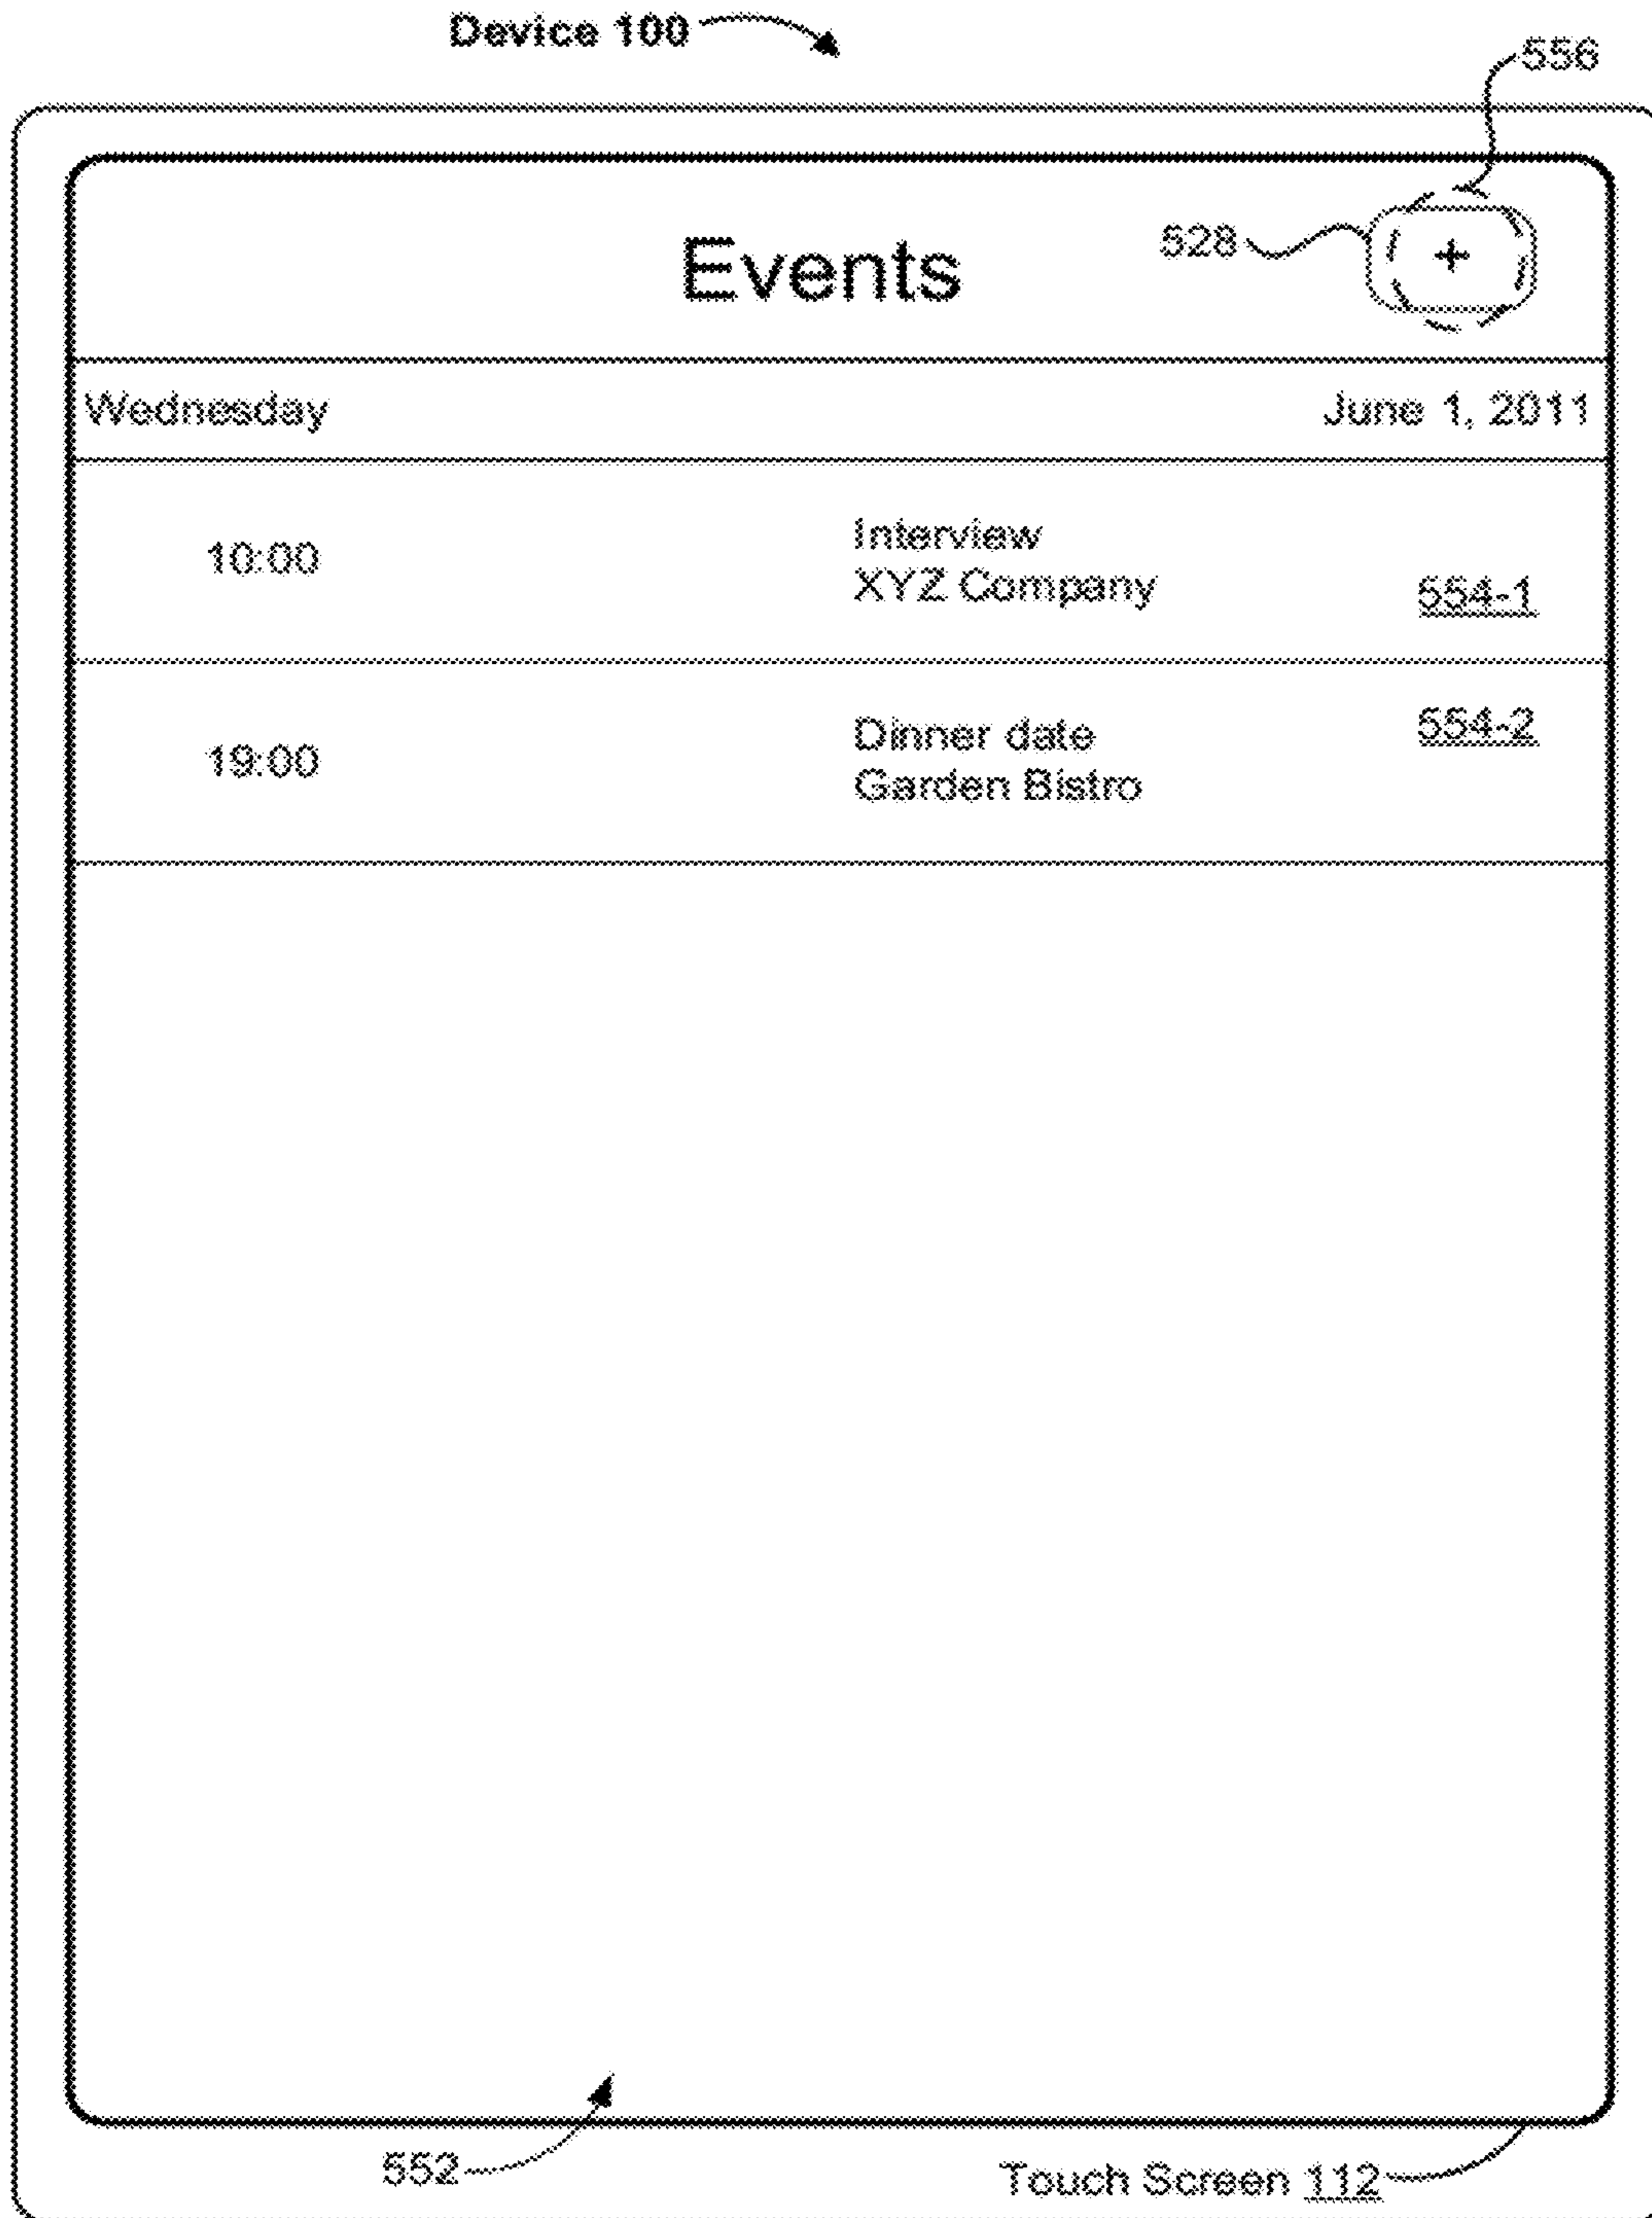 Device 100
556
528
Events
+
Wednesday June 1, 2011
10:00
Interview
XYZ Company
554-1
19:00
Dinner date
Garden Bistro
554-2
552
Touch Screen 112